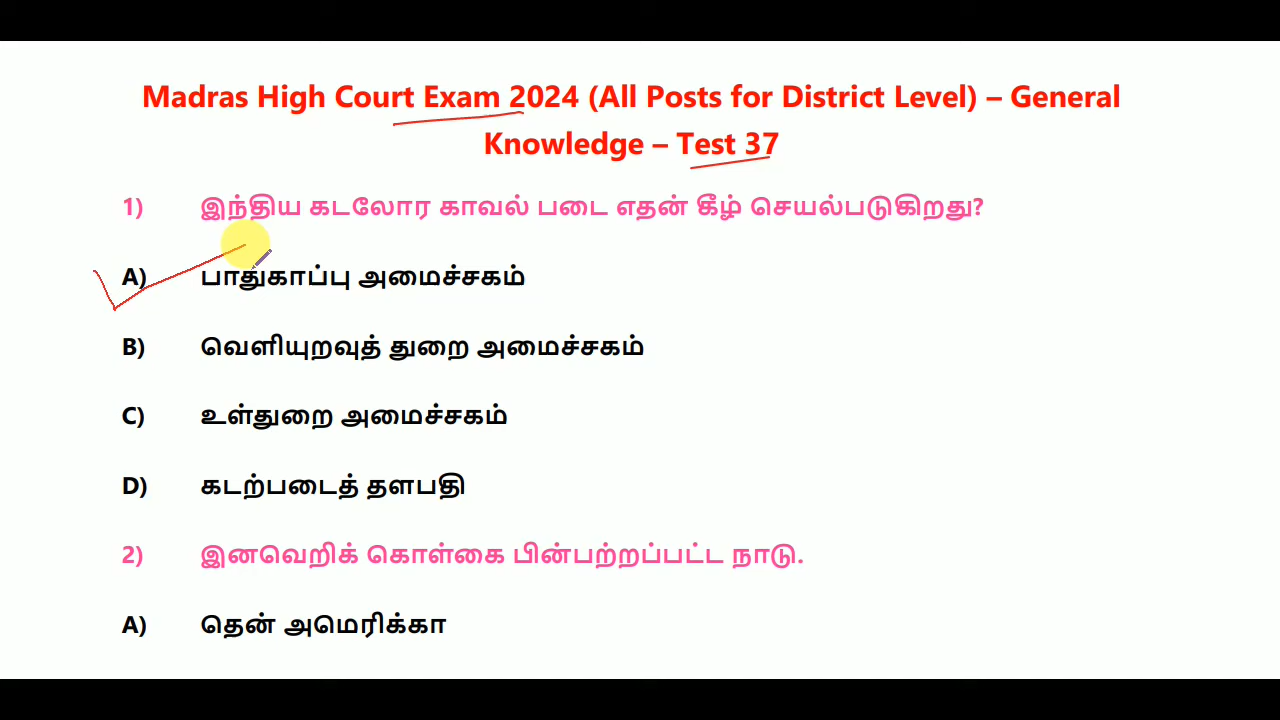 Madras High Court Exam 2024 (All Posts for District Level) – General
Knowledge – Test 37
1) இந்திய கடலோர காவல் படை எதன் கீழ் செயல்படுகிறது?
A) பாதுகாப்பு அமைச்சகம்
B) வெளியுறவுத் துறை அமைச்சகம்
C) உள்துறை அமைச்சகம்
D) கடற்படைத் தளபதி
2) இனவெறிக் கொள்கை பின்பற்றப்பட்ட நாடு.
A) தென் அமெரிக்கா